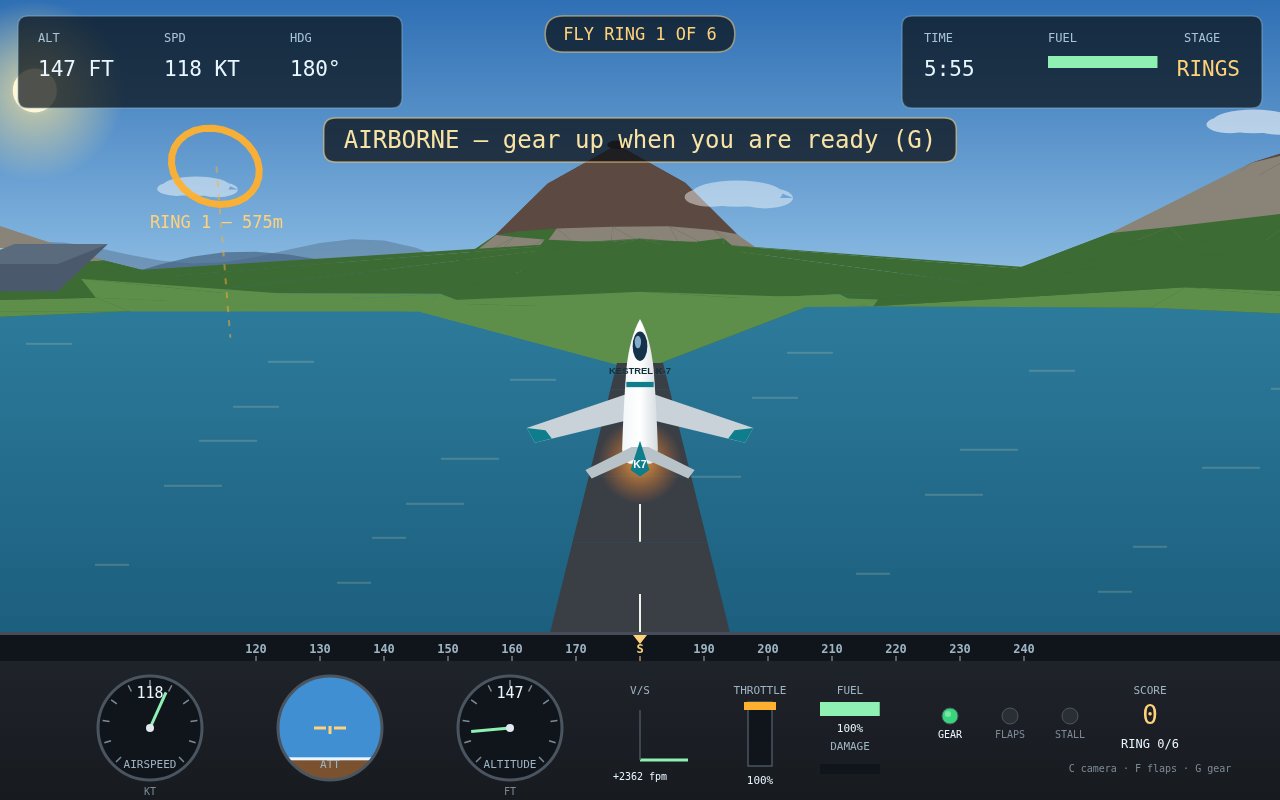 ALT SPD HDG
147 FT 118 KT 180°
FLY RING 1 OF 6
TIME FUEL STAGE
5:55 RINGS
AIRBORNE — gear up when you are ready (G)
RING 1 — 575m
KESTREL K-7
K7
120 130 140 150 160 170 S 190 200 210 220 230 240
118
AIRSPEED
KT
ATT
147
ALTITUDE
FT
V/S
+2362 fpm
THROTTLE
100%
FUEL
100%
DAMAGE
GEAR FLAPS STALL
SCORE
0
RING 0/6
C camera · F flaps · G gear